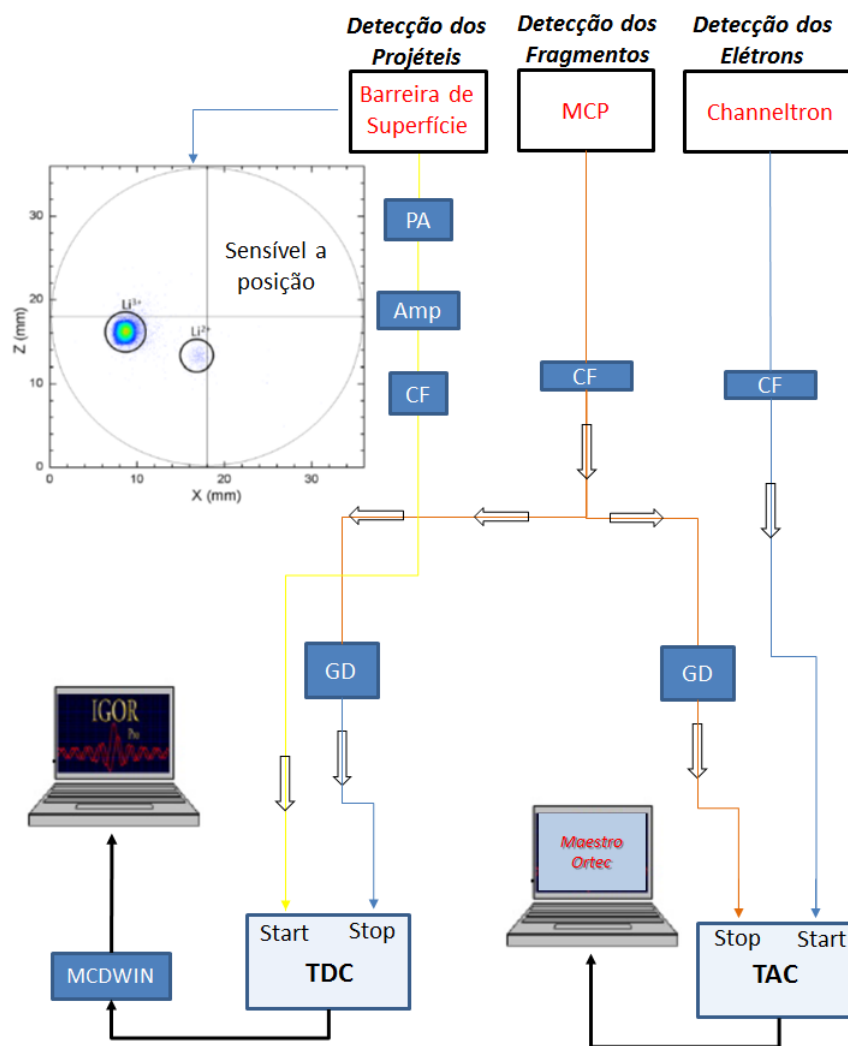 Detecção dos
Projéteis
Detecção dos
Fragmentos
Detecção dos
Elétrons
Barreira de
Superfície
MCP
Channeltron
Z (mm)
30
20
10
0
0
10
20
30
X (mm)
Sensível a
posição
Li³⁺
Li²⁺
PA
Amp
CF
CF
CF
GD
GD
IGOR
Pro
Maestro
Ortec
Start
Stop
TDC
Stop
Start
TAC
MCDWIN